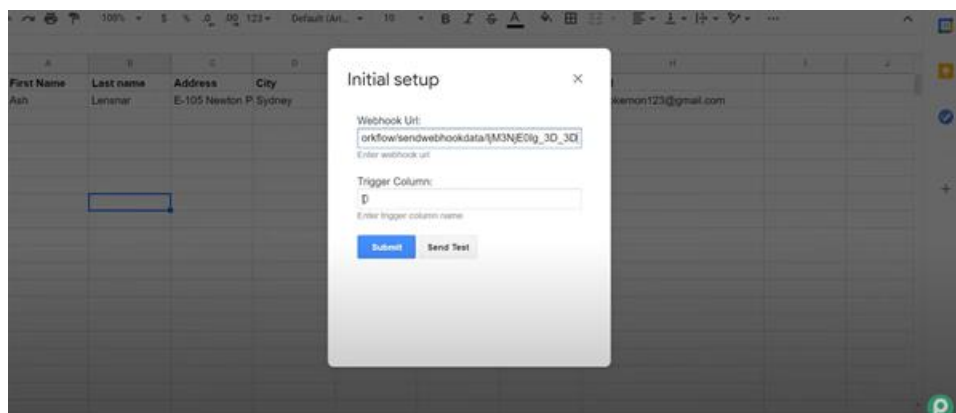 100% $ % .0 .00 123 Default (Ari... 10 B I S A
A B C D H I J
First Name Last name Address City
Ash E-105 Newton P Sydney kemon123@gmail.com
Initial setup
Webhook Url:
orkflow/sendwebhookdata/IjM3NjE0Ig_3D_3D
Enter webhook url
Trigger Column:
Enter trigger column name
Submit Send Test